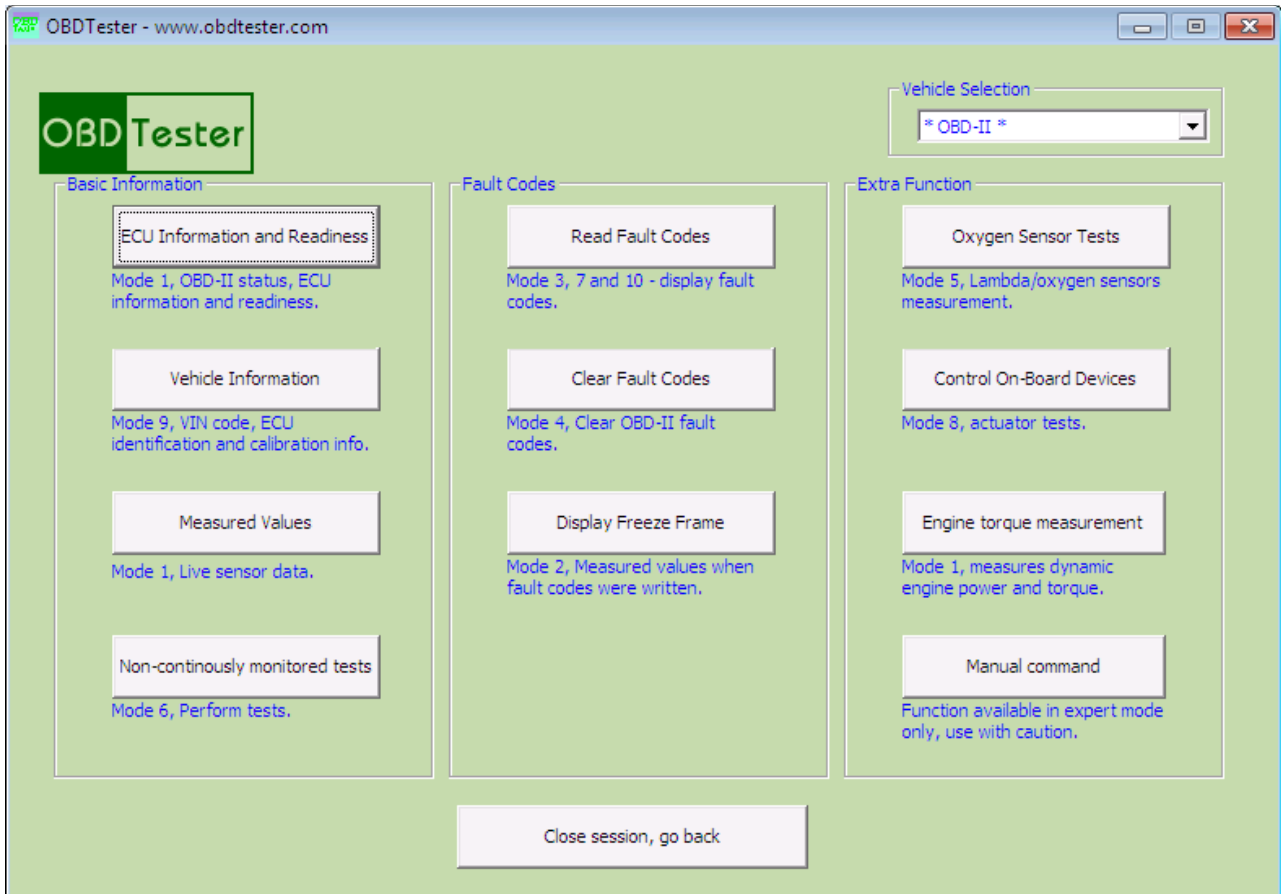 OBDTester - www.obdtester.com
OBD Tester
Vehicle Selection
* OBD-II *
Basic Information
ECU Information and Readiness
Mode 1, OBD-II status, ECU
information and readiness.
Vehicle Information
Mode 9, VIN code, ECU
identification and calibration info.
Measured Values
Mode 1, Live sensor data.
Non-continously monitored tests
Mode 6, Perform tests.
Fault Codes
Read Fault Codes
Mode 3, 7 and 10 - display fault
codes.
Clear Fault Codes
Mode 4, Clear OBD-II fault
codes.
Display Freeze Frame
Mode 2, Measured values when
fault codes were written.
Extra Function
Oxygen Sensor Tests
Mode 5, Lambda/oxygen sensors
measurement.
Control On-Board Devices
Mode 8, actuator tests.
Engine torque measurement
Mode 1, measures dynamic
engine power and torque.
Manual command
Function available in expert mode
only, use with caution.
Close session, go back